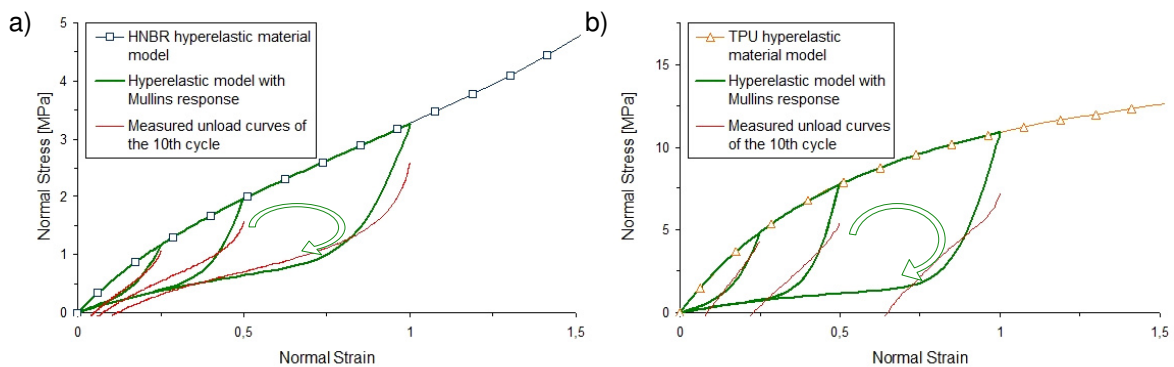 a)
5
4
3
2
1
0
Normal Stress [MPa]
HNBR hyperelastic material
model
Hyperelastic model with
Mullins response
Measured unload curves of
the 10th cycle
0
0,5
1
1,5
Normal Strain
b)
15
10
5
0
Normal Stress [MPa]
TPU hyperelastic
material model
Hyperelastic model with
Mullins response
Measured unload curves
of the 10th cycle
0
0,5
1
1,5
Normal Strain